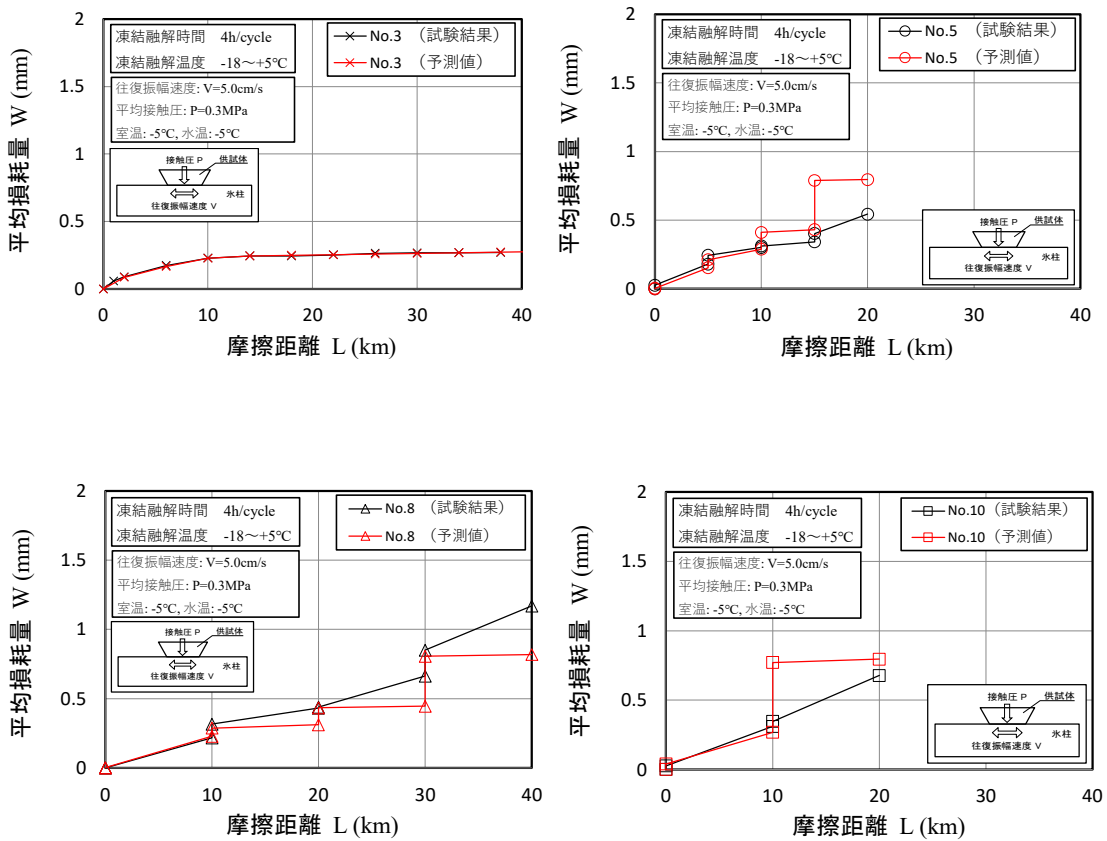 平均損耗量 W (mm)
2
1.5
1
0.5
0
凍結融解時間 4h/cycle
凍結融解温度 -18～+5℃
往復振幅速度: V=5.0cm/s
平均接触圧: P=0.3MPa
室温: -5℃, 水温: -5℃
接触圧 P
供試体
氷柱
往復振幅速度 V
No.3 （試験結果）
No.3 （予測値）
0 10 20 30 40
摩擦距離 L (km)
平均損耗量 W (mm)
2
1.5
1
0.5
0
凍結融解時間 4h/cycle
凍結融解温度 -18～+5℃
往復振幅速度: V=5.0cm/s
平均接触圧: P=0.3MPa
室温: -5℃, 水温: -5℃
No.5 （試験結果）
No.5 （予測値）
接触圧 P
供試体
氷柱
往復振幅速度 V
0 10 20 30 40
摩擦距離 L (km)
平均損耗量 W (mm)
2
1.5
1
0.5
0
凍結融解時間 4h/cycle
凍結融解温度 -18～+5℃
往復振幅速度: V=5.0cm/s
平均接触圧: P=0.3MPa
室温: -5℃, 水温: -5℃
接触圧 P
供試体
氷柱
往復振幅速度 V
No.8 （試験結果）
No.8 （予測値）
0 10 20 30 40
摩擦距離 L (km)
平均損耗量 W (mm)
2
1.5
1
0.5
0
凍結融解時間 4h/cycle
凍結融解温度 -18～+5℃
往復振幅速度: V=5.0cm/s
平均接触圧: P=0.3MPa
室温: -5℃, 水温: -5℃
No.10 （試験結果）
No.10 （予測値）
接触圧 P
供試体
氷柱
往復振幅速度 V
0 10 20 30 40
摩擦距離 L (km)